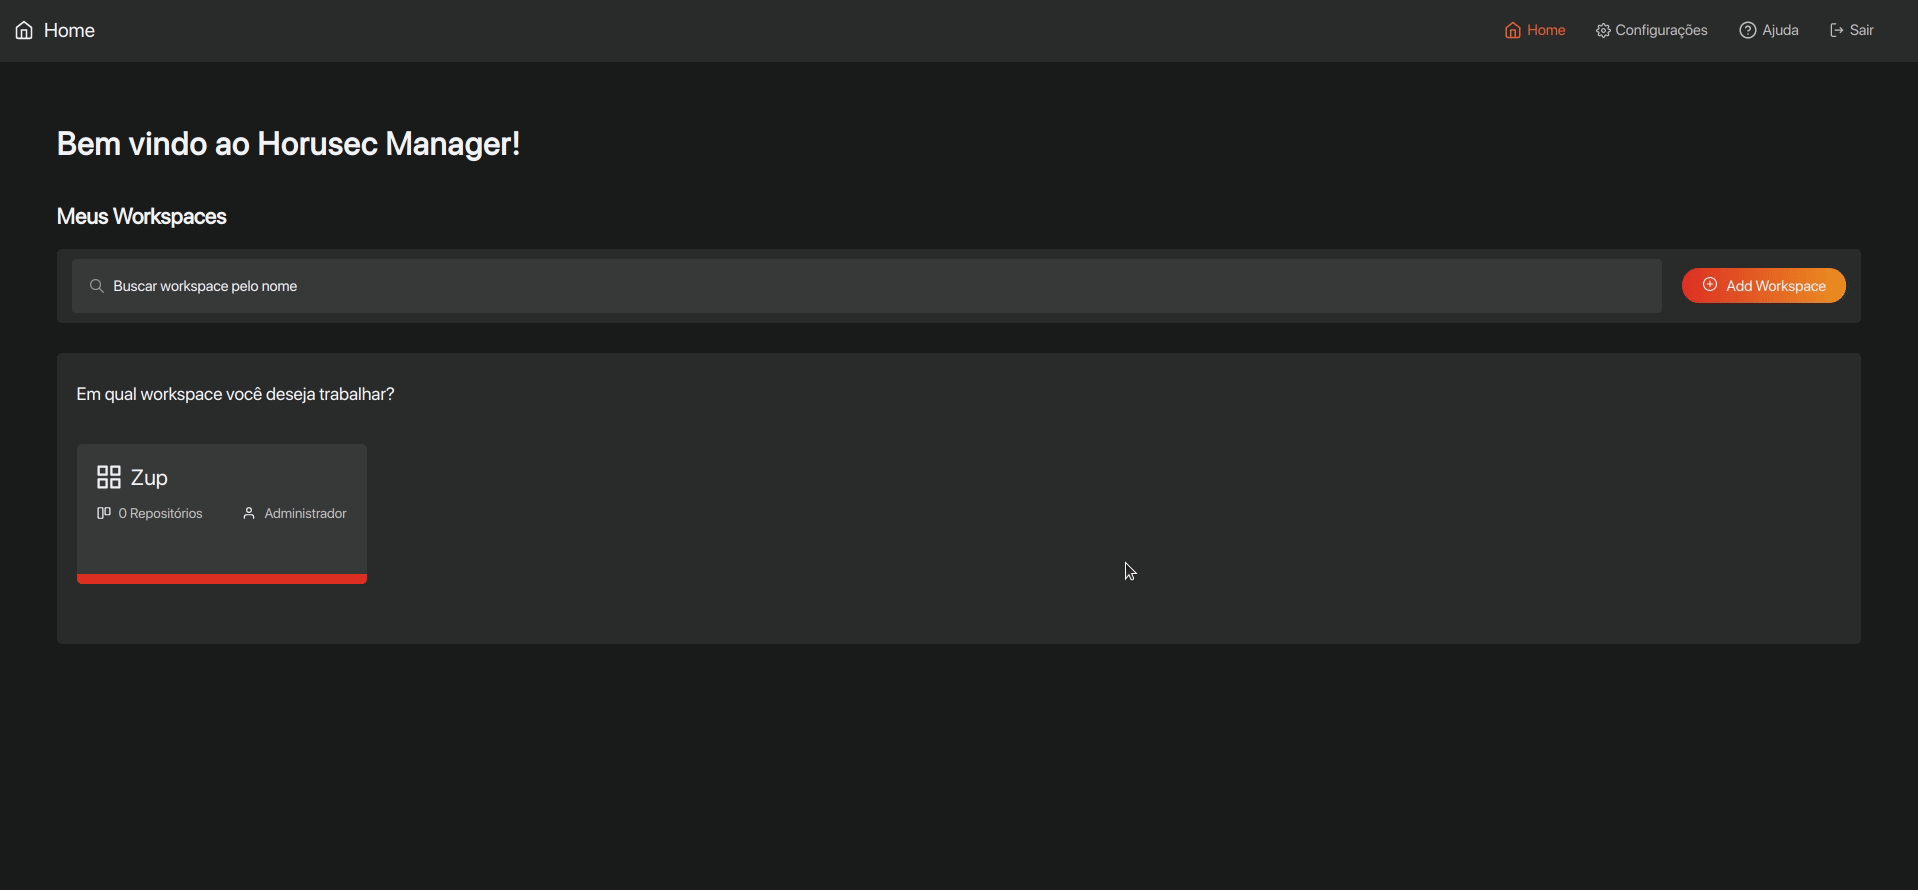 Home
Home Configurações Ajuda Sair
Bem vindo ao Horusec Manager!
Meus Workspaces
Buscar workspace pelo nome
Add Workspace
Em qual workspace você deseja trabalhar?
Zup
0 Repositórios Administrador